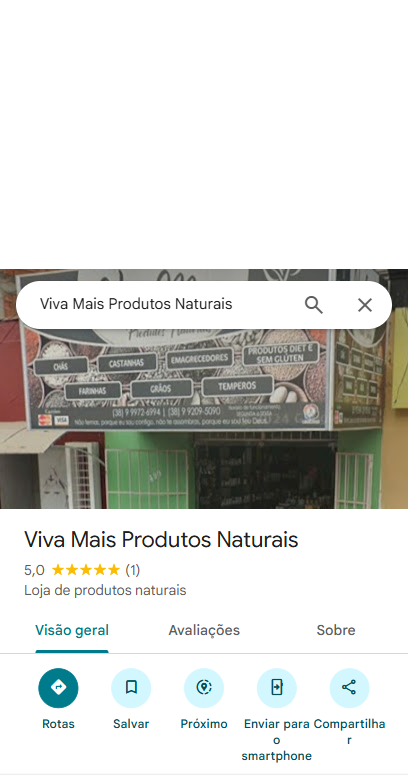 Viva Mais Produtos Naturais
Produtos Naturais
CHÁS
CASTANHAS
EMAGRECEDORES
PRODUTOS DIET E
SEM GLÚTEN
FARINHAS
GRÃOS
TEMPEROS
(38) 9 9972-6994 | (38) 9 9209-5090
VISA
Não temas, porque eu sou contigo, não te assombres, porque eu sou teu Deus.
Viva Mais Produtos Naturais
5,0 ★★★★★ (1)
Loja de produtos naturais
Visão geral
Avaliações
Sobre
Rotas
Salvar
Próximo
Enviar para
o
smartphone
Compartilha
r